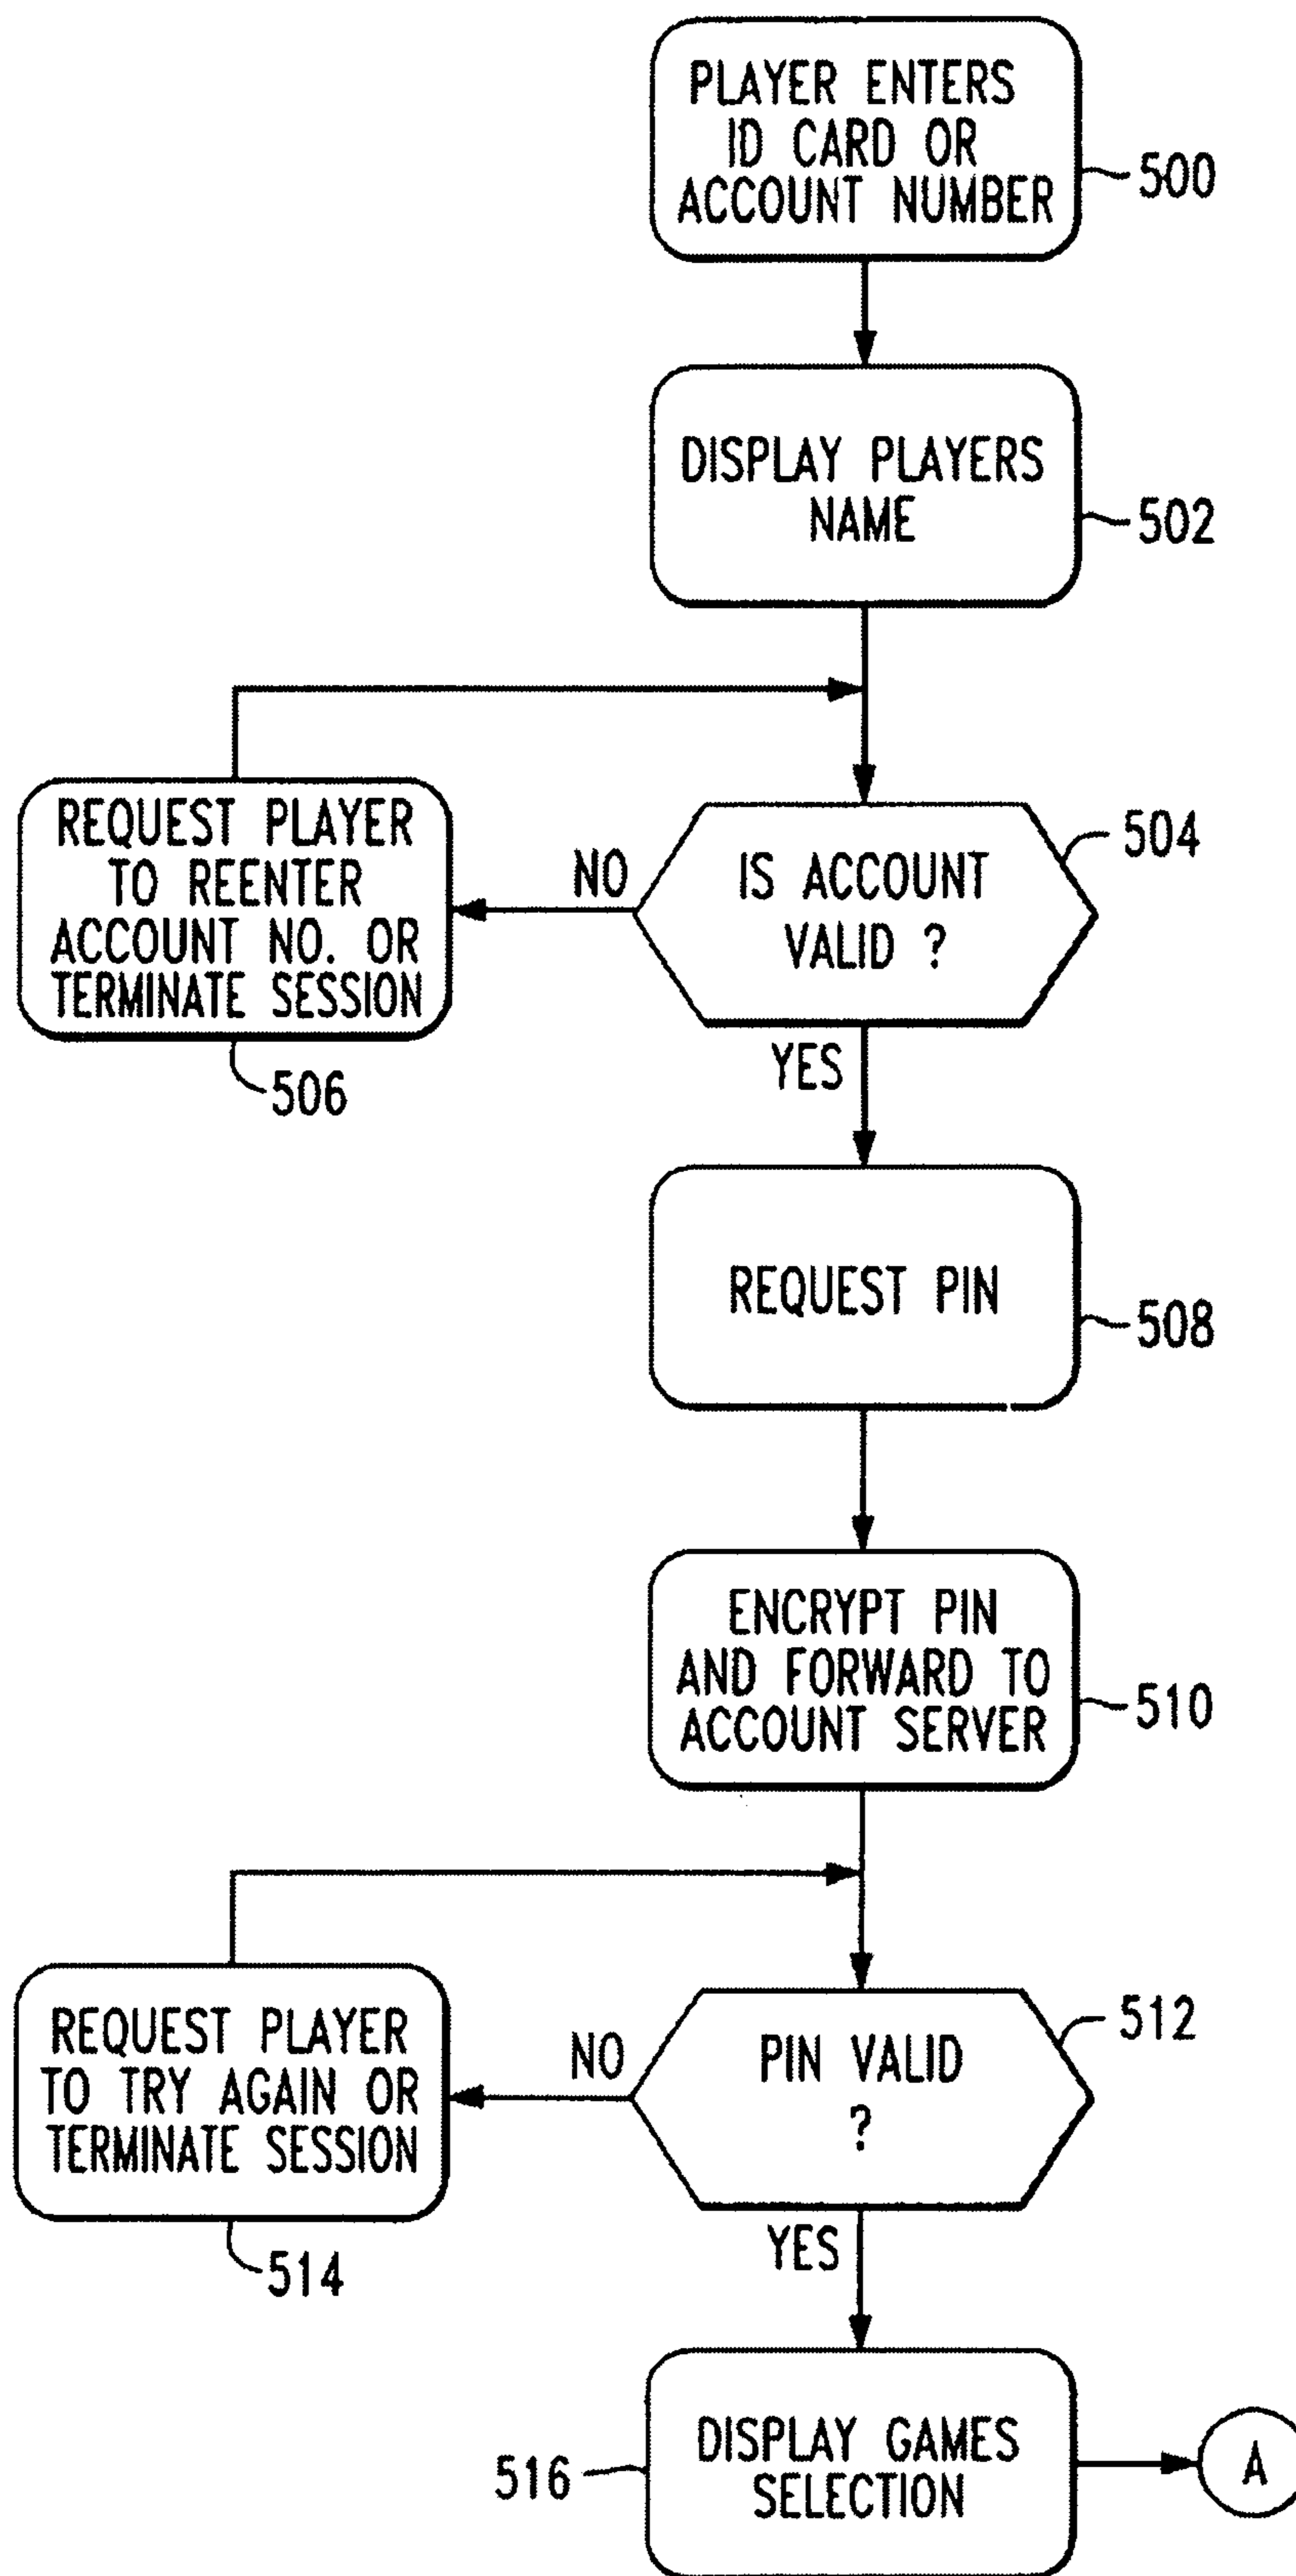 PLAYER ENTERS
ID CARD OR
ACCOUNT NUMBER
500
DISPLAY PLAYERS
NAME
502
REQUEST PLAYER
TO REENTER
ACCOUNT NO. OR
TERMINATE SESSION
506
NO
IS ACCOUNT
VALID ?
504
YES
REQUEST PIN
508
ENCRYPT PIN
AND FORWARD TO
ACCOUNT SERVER
510
REQUEST PLAYER
TO TRY AGAIN OR
TERMINATE SESSION
514
NO
PIN VALID
?
512
YES
516
DISPLAY GAMES
SELECTION
A